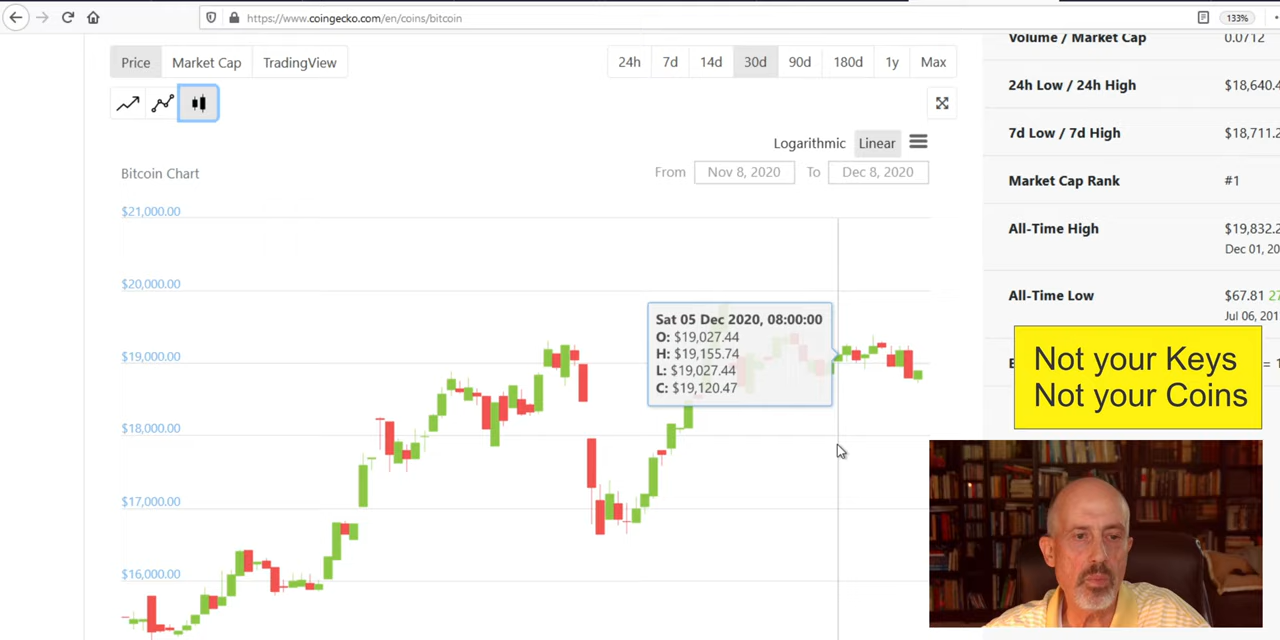 https://www.coingecko.com/en/coins/bitcoin
133%
Price Market Cap TradingView
24h 7d 14d 30d 90d 180d 1y Max
Logarithmic Linear
From Nov 8, 2020 To Dec 8, 2020
Bitcoin Chart
$21,000.00
$20,000.00
$19,000.00
$18,000.00
$17,000.00
$16,000.00
Sat 05 Dec 2020, 08:00:00
O: $19,027.44
H: $19,155.74
L: $19,027.44
C: $19,120.47
Volume / Market Cap 0.0712
24h Low / 24h High $18,640.4
7d Low / 7d High $18,711.2
Market Cap Rank #1
All-Time High $19,832.2
Dec 01, 20
All-Time Low $67.81 27
Jul 06, 201
= 1
Not your Keys
Not your Coins